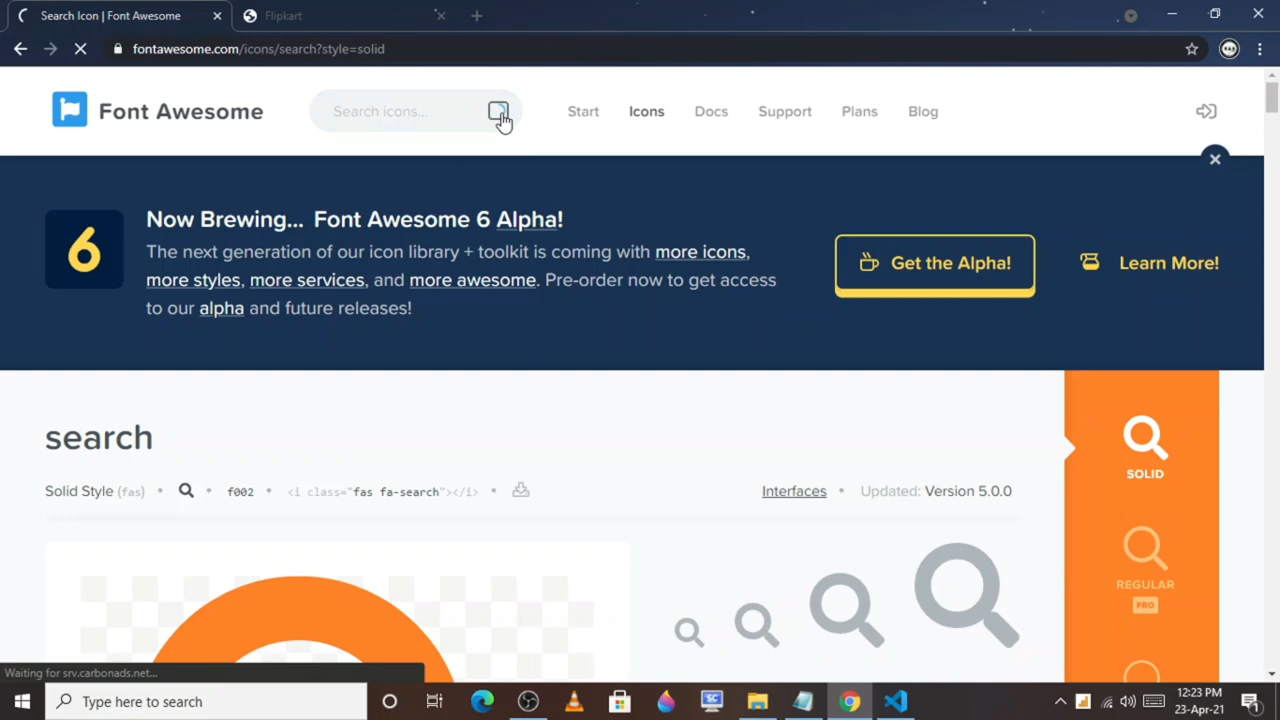 Search Icon | Font Awesome
Flipkart
fontawesome.com/icons/search?style=solid
Font Awesome
Search icons...
Start
Icons
Docs
Support
Plans
Blog
6
Now Brewing... Font Awesome 6 Alpha!
The next generation of our icon library + toolkit is coming with more icons,
more styles, more services, and more awesome. Pre-order now to get access
to our alpha and future releases!
Get the Alpha!
Learn More!
search
Solid Style (fas) • • f002 • <i class="fas fa-search"></i> •
Interfaces • Updated: Version 5.0.0
SOLID
REGULAR
PRO
Waiting for srv.carbonads.net...
Type here to search
SC
12:23 PM
23-Apr-21
1